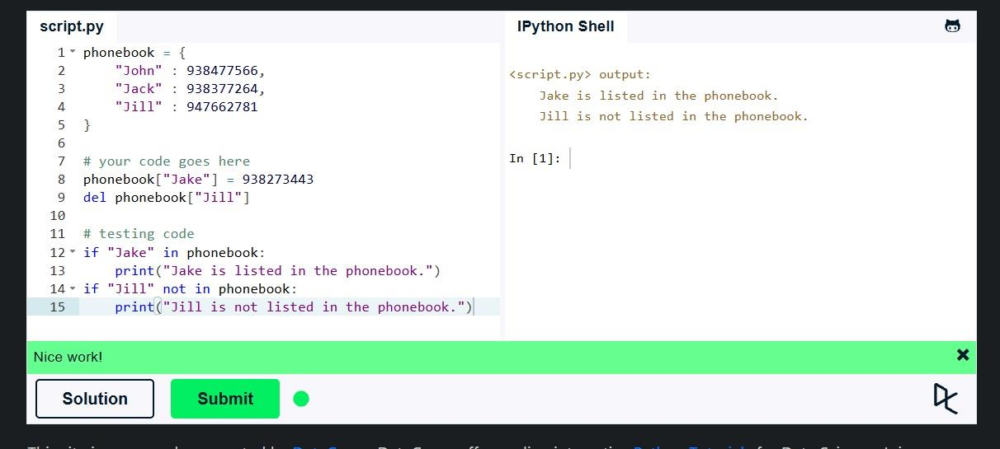 script.py
1 phonebook = {
2     "John" : 938477566,
3     "Jack" : 938377264,
4     "Jill" : 947662781
5 }
6
7 # your code goes here
8 phonebook["Jake"] = 938273443
9 del phonebook["Jill"]
10
11 # testing code
12 if "Jake" in phonebook:
13     print("Jake is listed in the phonebook.")
14 if "Jill" not in phonebook:
15     print("Jill is not listed in the phonebook.")
IPython Shell
<script.py> output:
    Jake is listed in the phonebook.
    Jill is not listed in the phonebook.
In [1]:
Nice work!
Solution
Submit